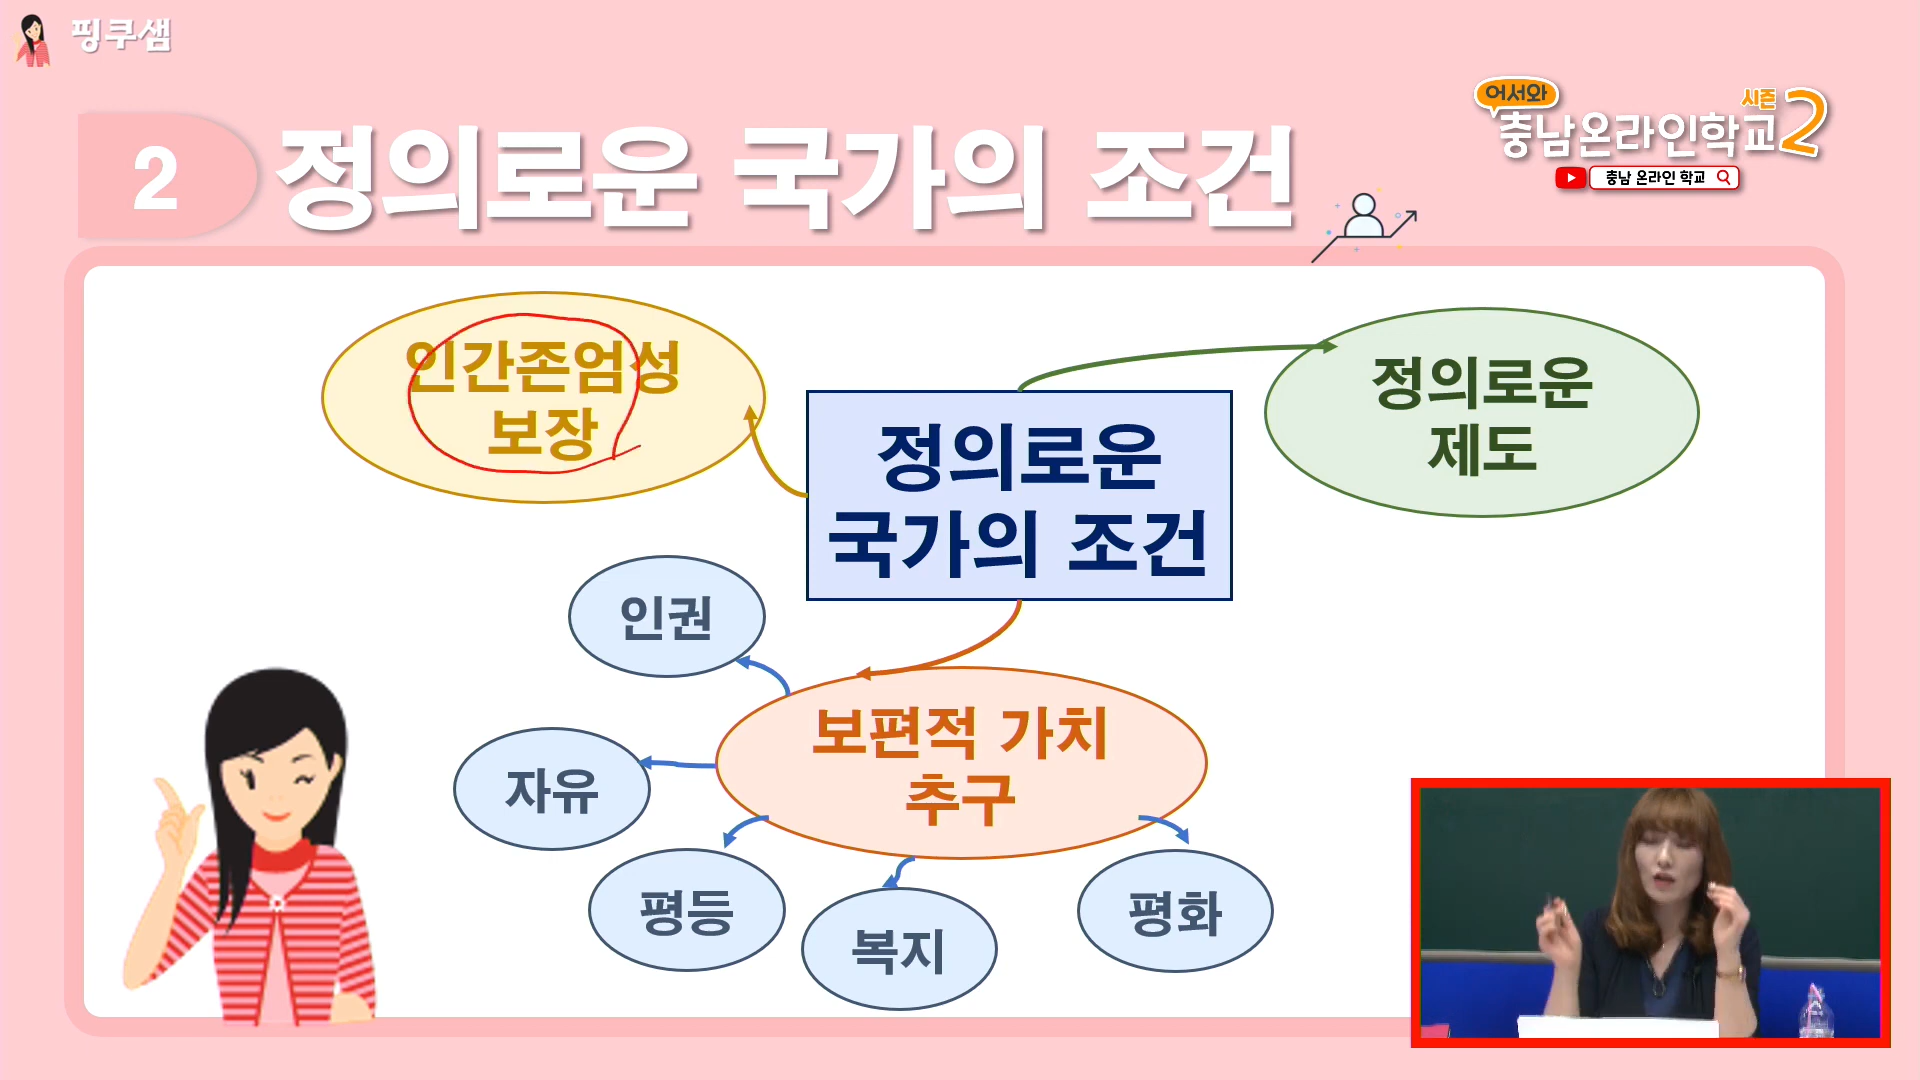 핑쿠샘
어서와
시즌
충남온라인학교2
충남 온라인 학교
2
정의로운 국가의 조건
인간존엄성
보장
정의로운
제도
정의로운
국가의 조건
인권
보편적 가치
추구
자유
평등
복지
평화